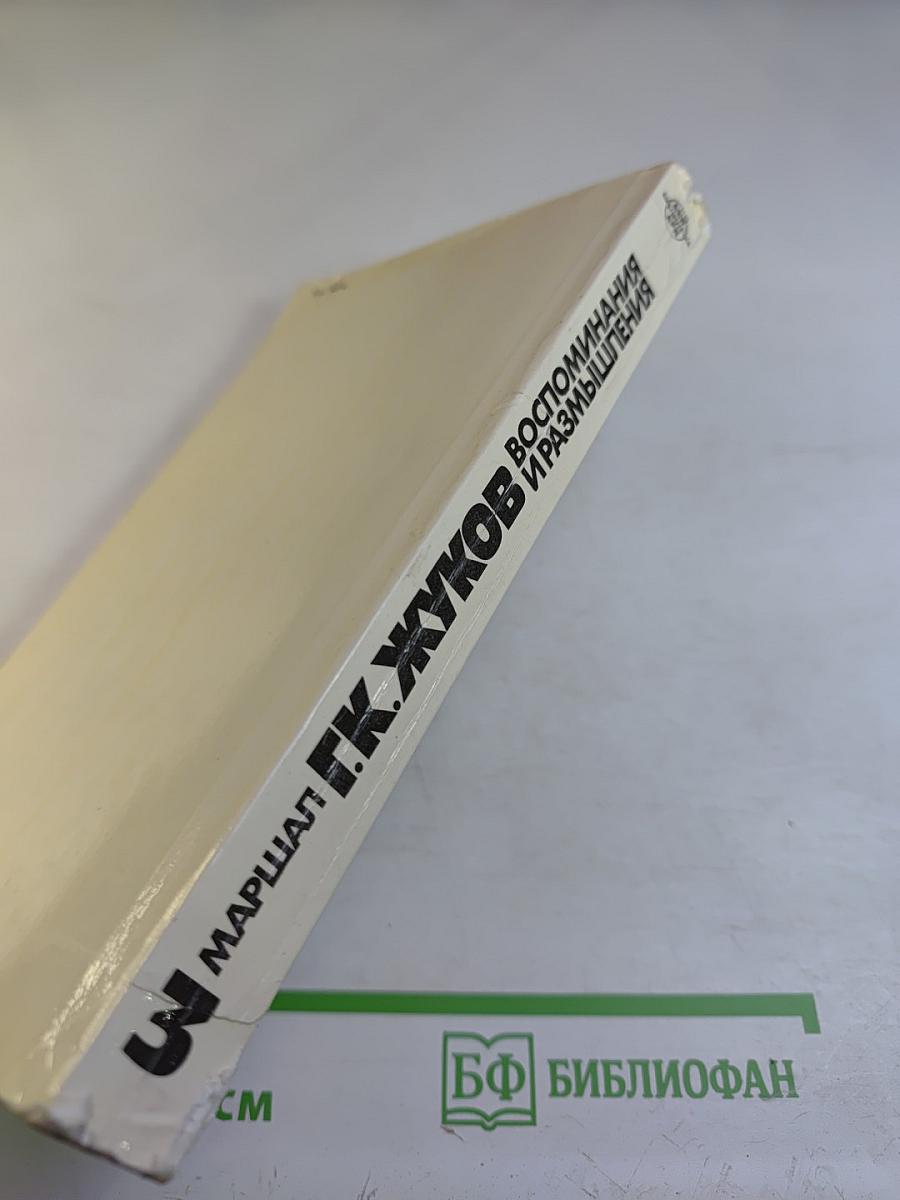 3
МАРШАЛ
Г.К. ЖУКОВ
ВОСПОМИНАНИЯ
И РАЗМЫШЛЕНИЯ
СМ
БФ БИБЛИОФАН